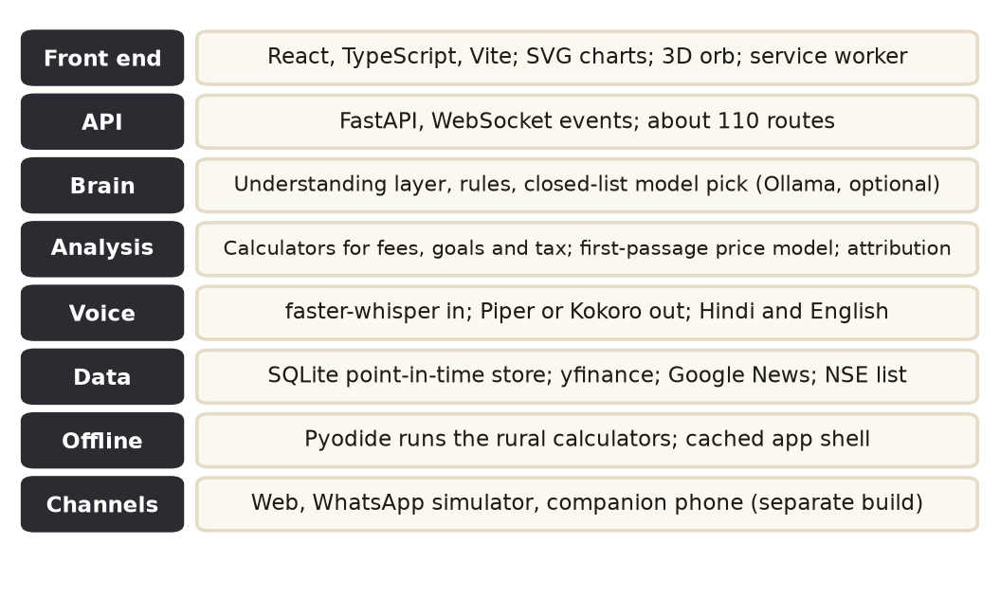 Front end
React, TypeScript, Vite; SVG charts; 3D orb; service worker
API
FastAPI, WebSocket events; about 110 routes
Brain
Understanding layer, rules, closed-list model pick (Ollama, optional)
Analysis
Calculators for fees, goals and tax; first-passage price model; attribution
Voice
faster-whisper in; Piper or Kokoro out; Hindi and English
Data
SQLite point-in-time store; yfinance; Google News; NSE list
Offline
Pyodide runs the rural calculators; cached app shell
Channels
Web, WhatsApp simulator, companion phone (separate build)